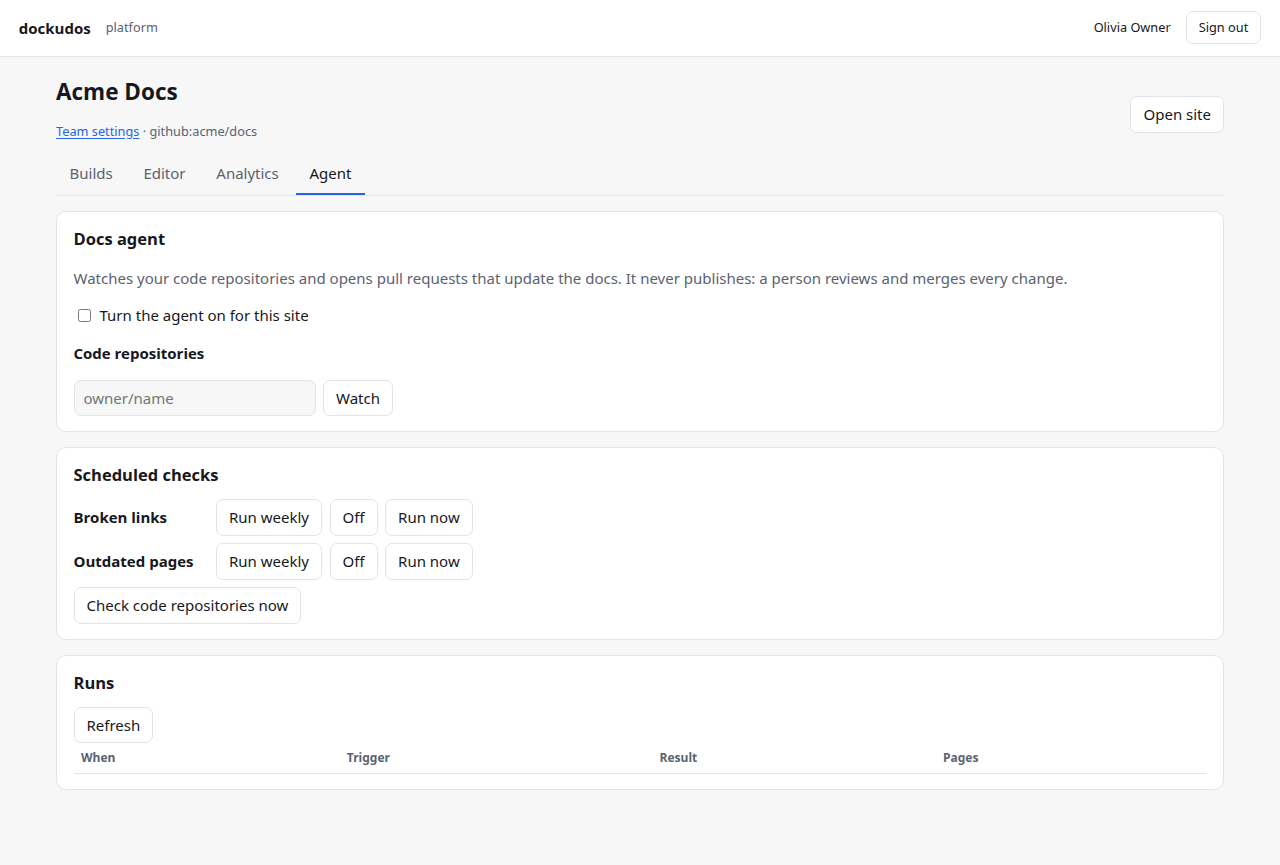 dockudos platform Olivia Owner Sign out
Acme Docs
Open site
Team settings · github:acme/docs
Builds Editor Analytics Agent
Docs agent
Watches your code repositories and opens pull requests that update the docs. It never publishes: a person reviews and merges every change.
Turn the agent on for this site
Code repositories
owner/name Watch
Scheduled checks
Broken links Run weekly Off Run now
Outdated pages Run weekly Off Run now
Check code repositories now
Runs
Refresh
When Trigger Result Pages